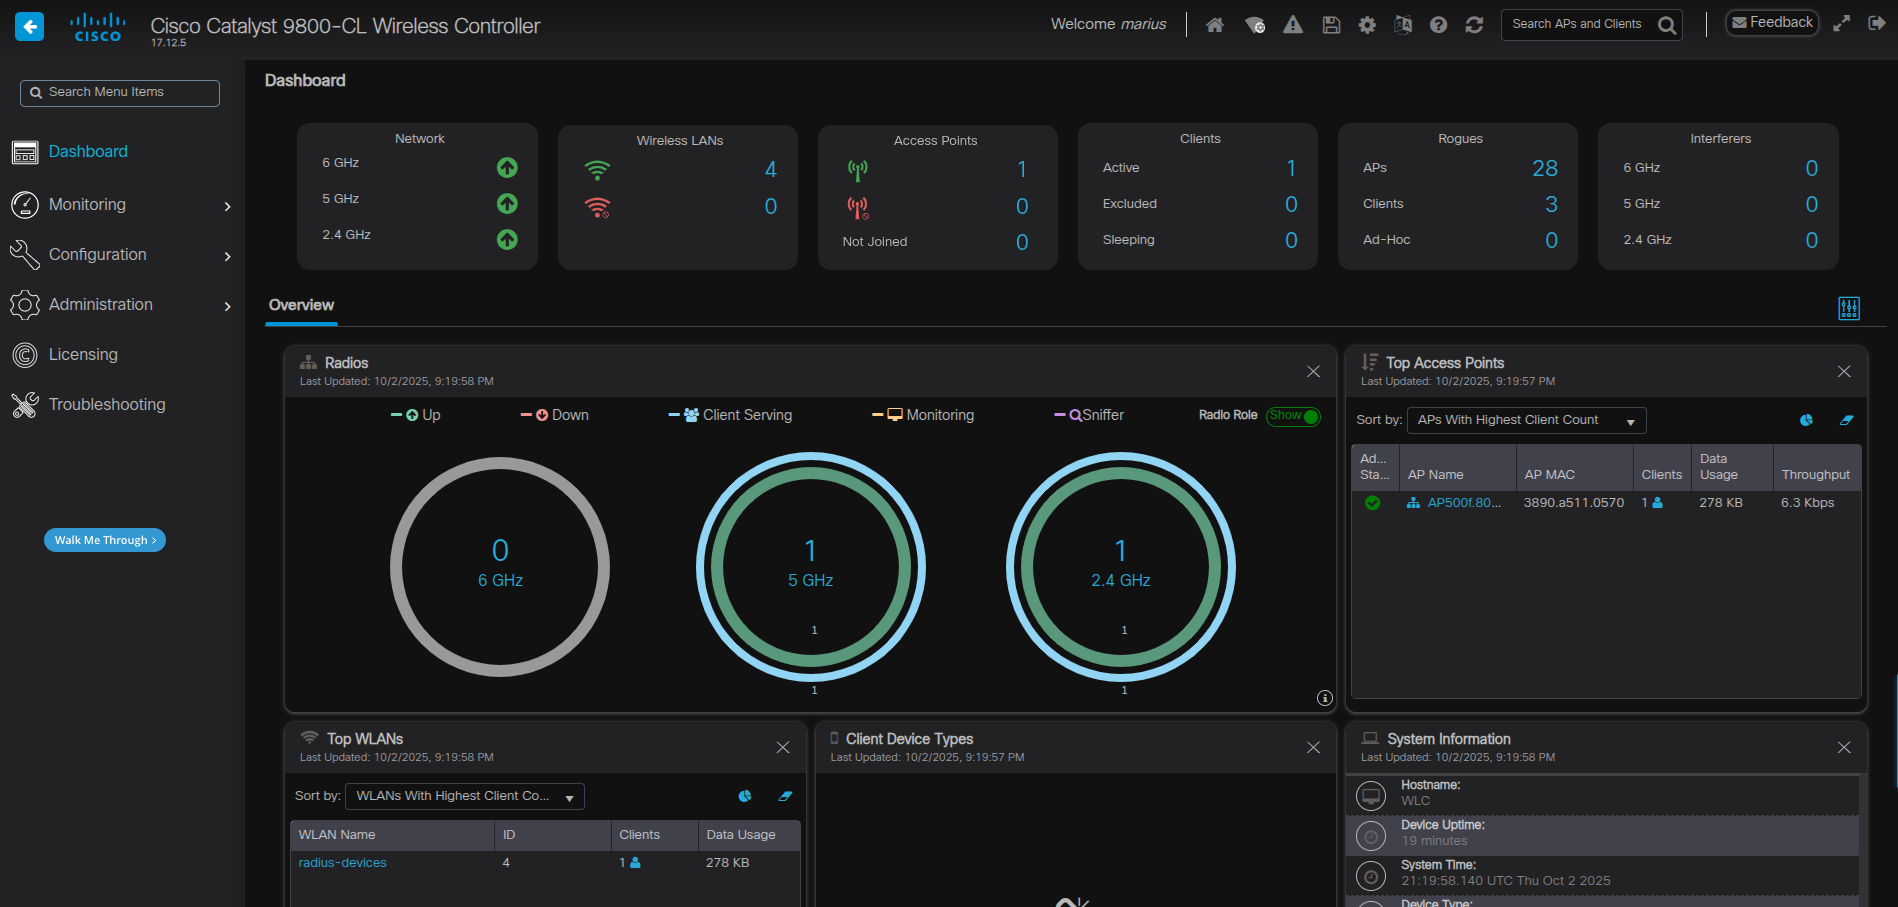 Cisco Catalyst 9800-CL Wireless Controller
17.12.5
CISCO
Welcome marius
Search APs and Clients
Feedback
Search Menu Items
Dashboard
Monitoring
Configuration
Administration
Licensing
Troubleshooting
Walk Me Through >
Dashboard
Network
6 GHz
5 GHz
2.4 GHz
Wireless LANs
4
0
Access Points
1
0
Not Joined 0
Clients
Active 1
Excluded 0
Sleeping 0
Rogues
APs 28
Clients 3
Ad-Hoc 0
Interferers
6 GHz 0
5 GHz 0
2.4 GHz 0
Overview
Radios
Last Updated: 10/2/2025, 9:19:58 PM
Up Down Client Serving Monitoring Sniffer Radio Role Show
0
6 GHz
1
5 GHz
1
1
1
2.4 GHz
1
1
Top Access Points
Last Updated: 10/2/2025, 9:19:57 PM
Sort by: APs With Highest Client Count
Ad... Sta... AP Name AP MAC Clients Data Usage Throughput
AP500f.80... 3890.a511.0570 1 278 KB 6.3 Kbps
Top WLANs
Last Updated: 10/2/2025, 9:19:58 PM
Sort by: WLANs With Highest Client Co...
WLAN Name ID Clients Data Usage
radius-devices 4 1 278 KB
Client Device Types
Last Updated: 10/2/2025, 9:19:57 PM
System Information
Last Updated: 10/2/2025, 9:19:58 PM
Hostname:
WLC
Device Uptime:
19 minutes
System Time:
21:19:58.140 UTC Thu Oct 2 2025
Device Type: